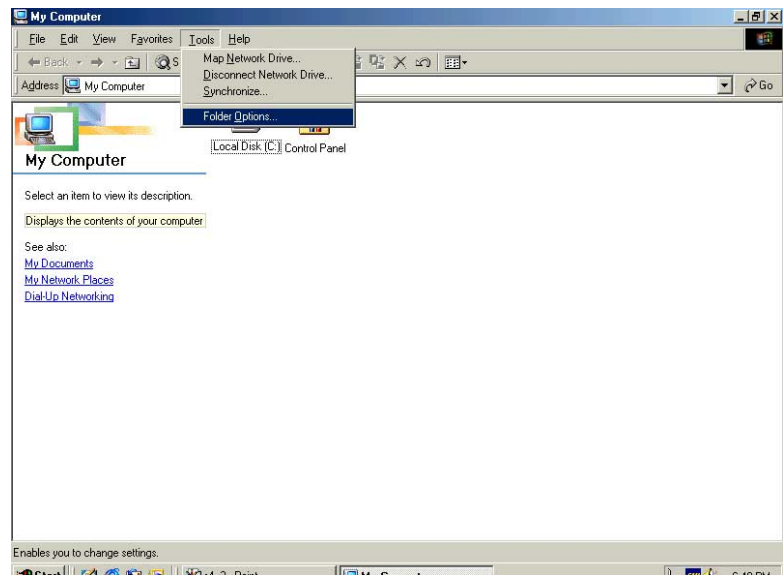 My Computer
File Edit View Favorites Tools Help
Back
Map Network Drive...
Disconnect Network Drive...
Synchronize...
Folder Options...
Address My Computer
Go
My Computer
Local Disk (C:) Control Panel
Select an item to view its description.
Displays the contents of your computer
See also:
My Documents
My Network Places
Dial-Up Networking
Enables you to change settings.
Start
Paint
My Computer